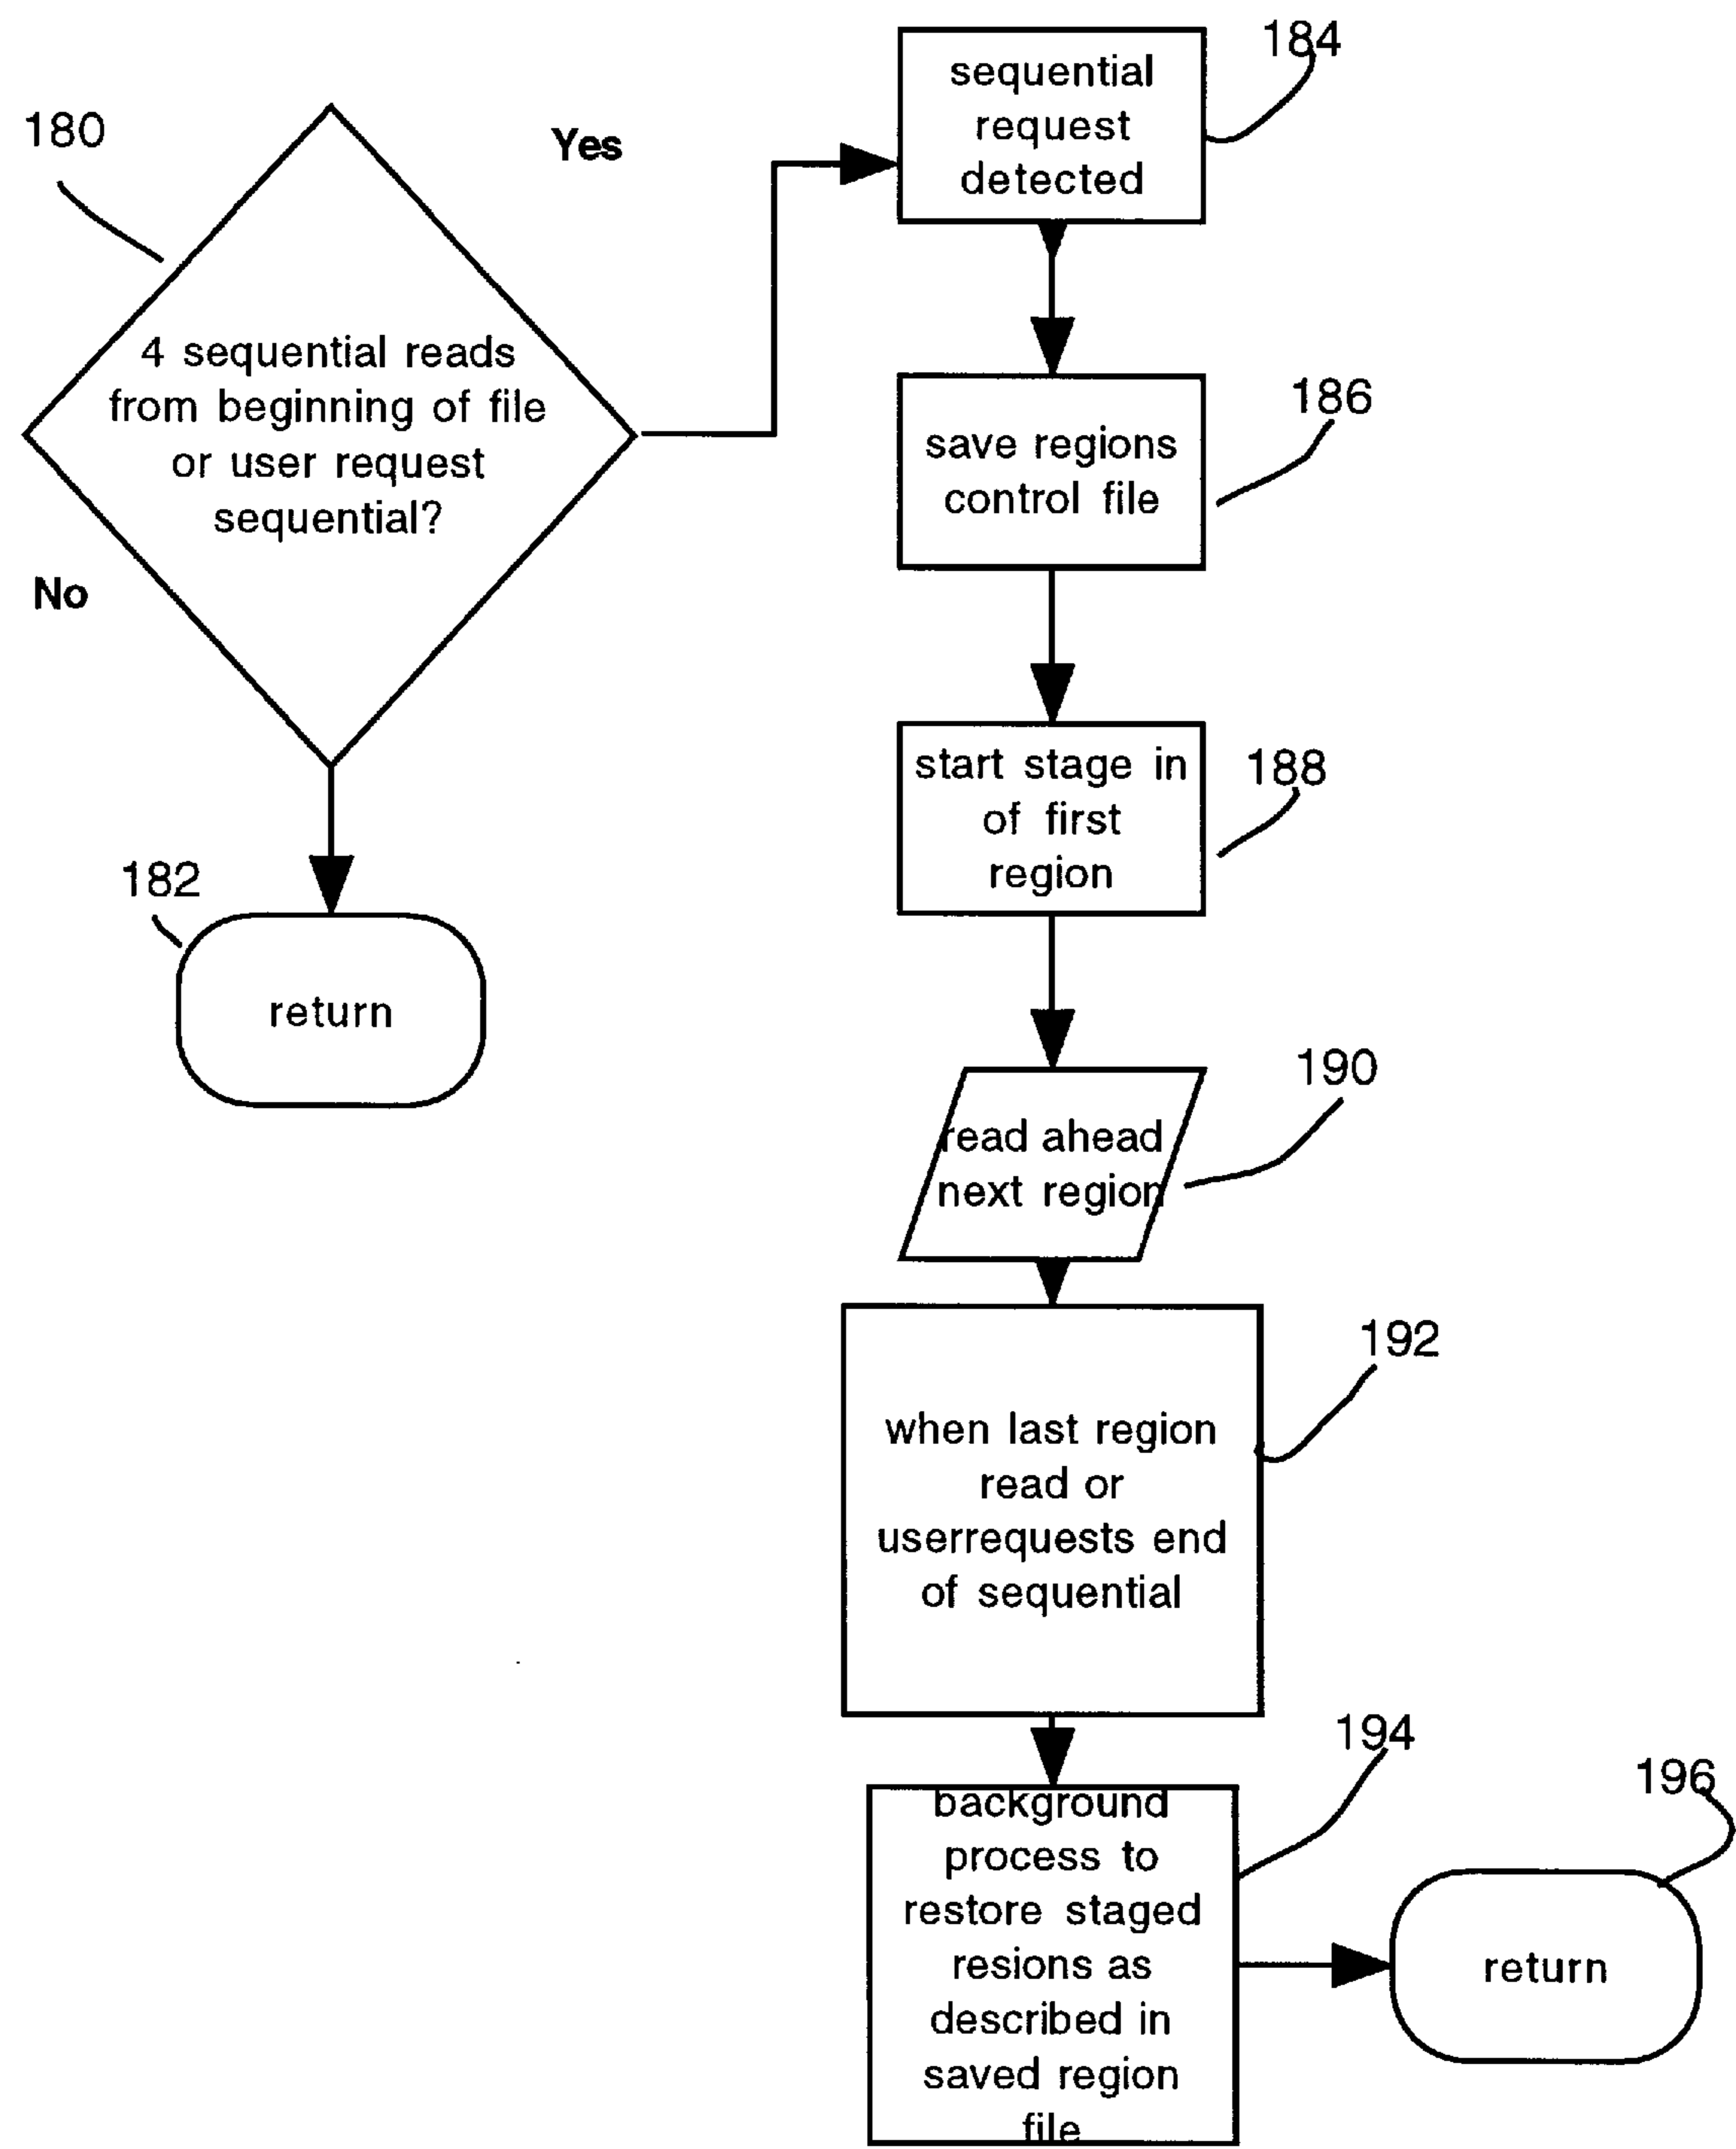 180
Yes
4 sequential reads
from beginning of file
or user request
sequential?
No
182
return
184
sequential
request
detected
186
save regions
control file
188
start stage in
of first
region
190
read ahead
next region
192
when last region
read or
userrequests end
of sequential
194
background
process to
restore staged
resions as
described in
saved region
file
196
return